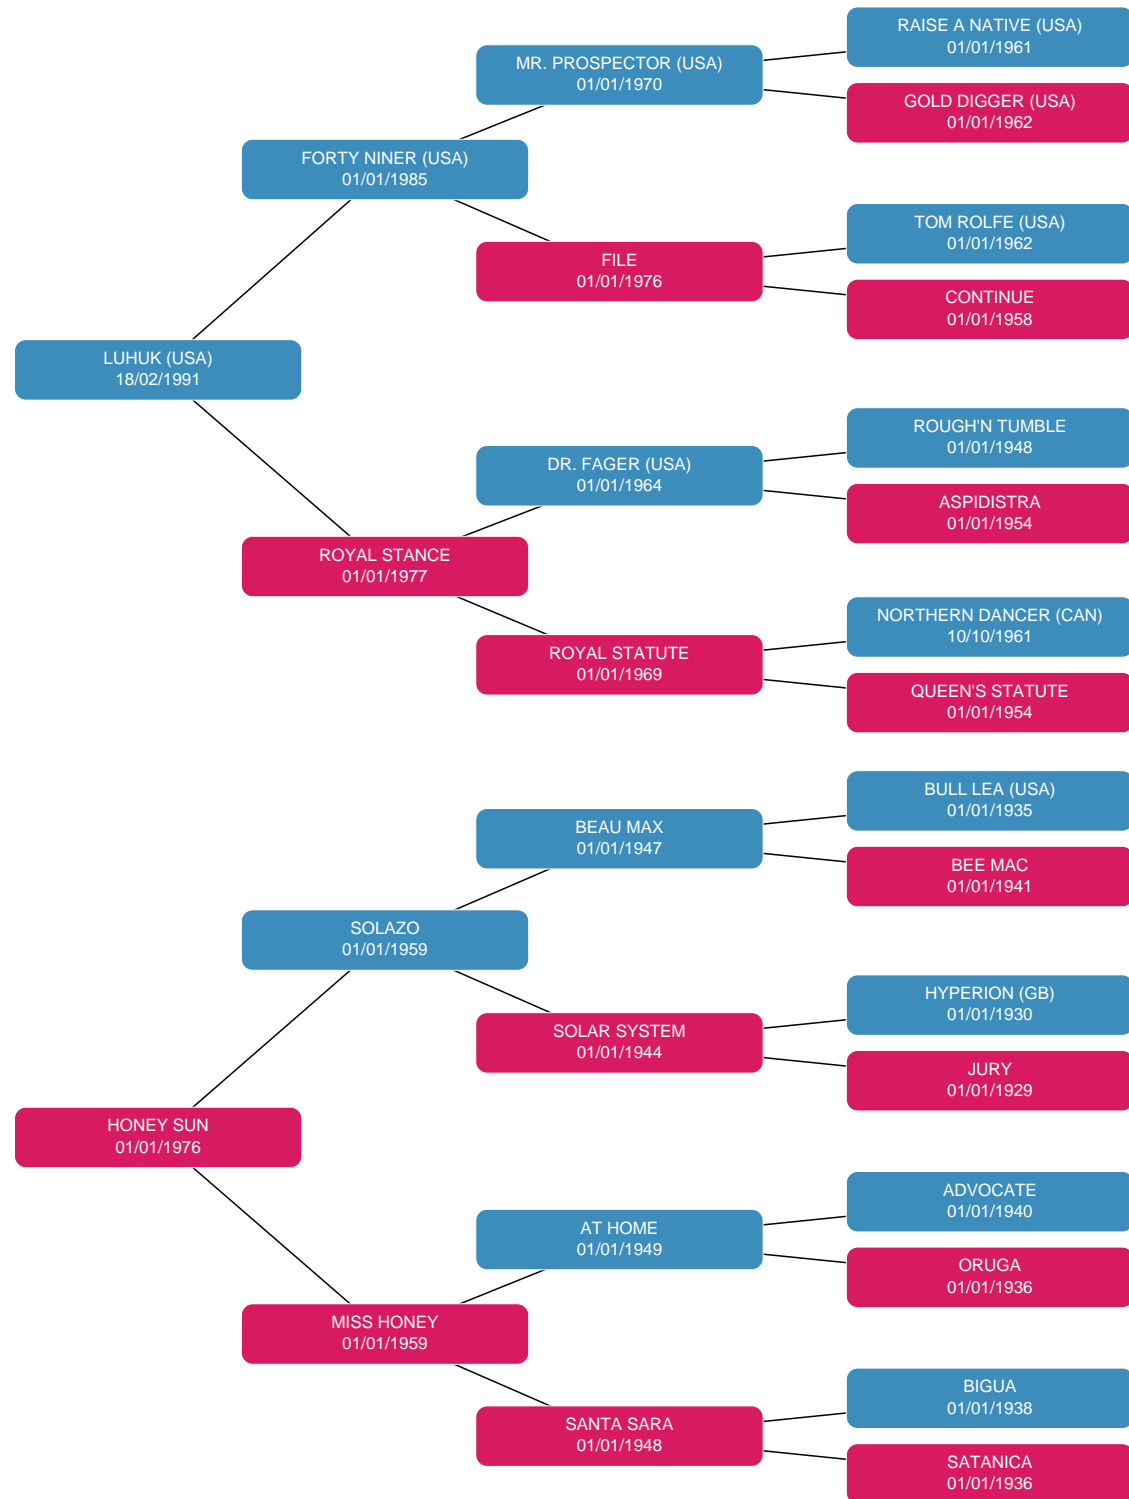 RAISE A NATIVE (USA)
01/01/1961
MR. PROSPECTOR (USA)
01/01/1970
GOLD DIGGER (USA)
01/01/1962
FORTY NINER (USA)
01/01/1985
TOM ROLFE (USA)
01/01/1962
FILE
01/01/1976
CONTINUE
01/01/1958
LUHUK (USA)
18/02/1991
ROUGH'N TUMBLE
01/01/1948
DR. FAGER (USA)
01/01/1964
ASPIDISTRA
01/01/1954
ROYAL STANCE
01/01/1977
NORTHERN DANCER (CAN)
10/10/1961
ROYAL STATUTE
01/01/1969
QUEEN'S STATUTE
01/01/1954
BULL LEA (USA)
01/01/1935
BEAU MAX
01/01/1947
BEE MAC
01/01/1941
SOLAZO
01/01/1959
HYPERION (GB)
01/01/1930
SOLAR SYSTEM
01/01/1944
JURY
01/01/1929
HONEY SUN
01/01/1976
ADVOCATE
01/01/1940
AT HOME
01/01/1949
ORUGA
01/01/1936
MISS HONEY
01/01/1959
BIGUA
01/01/1938
SANTA SARA
01/01/1948
SATANICA
01/01/1936